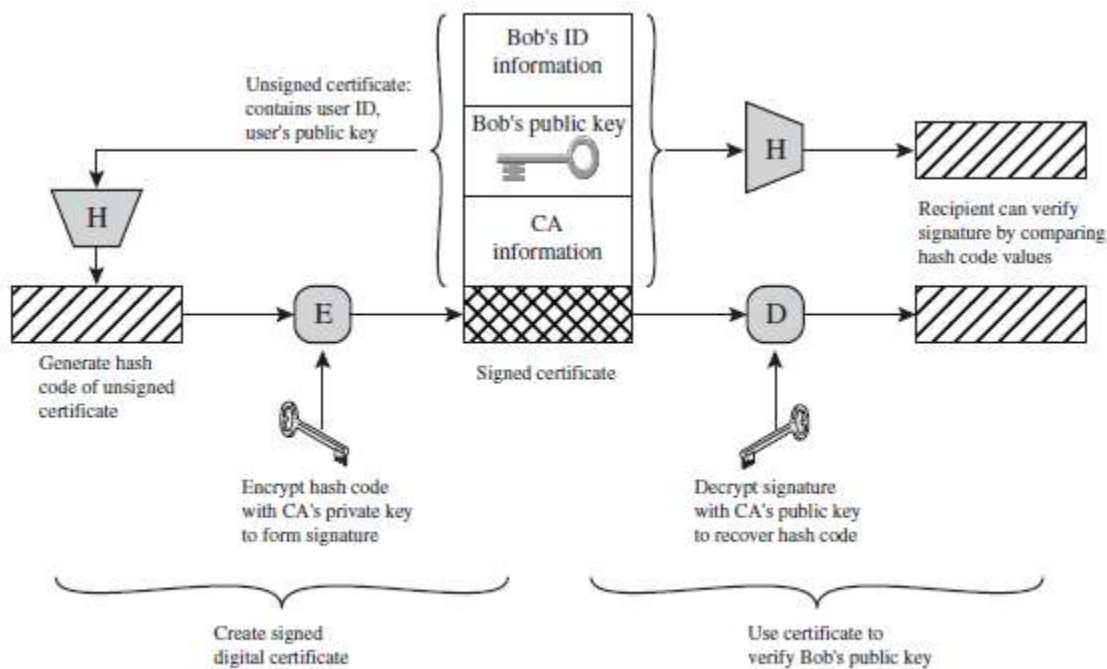 Bob's ID
information
Unsigned certificate:
contains user ID,
user's public key
Bob's public key
H
H
CA
information
Recipient can verify
signature by comparing
hash code values
E
D
Generate hash
code of unsigned
certificate
Signed certificate
Encrypt hash code
with CA's private key
to form signature
Decrypt signature
with CA's public key
to recover hash code
Create signed
digital certificate
Use certificate to
verify Bob's public key